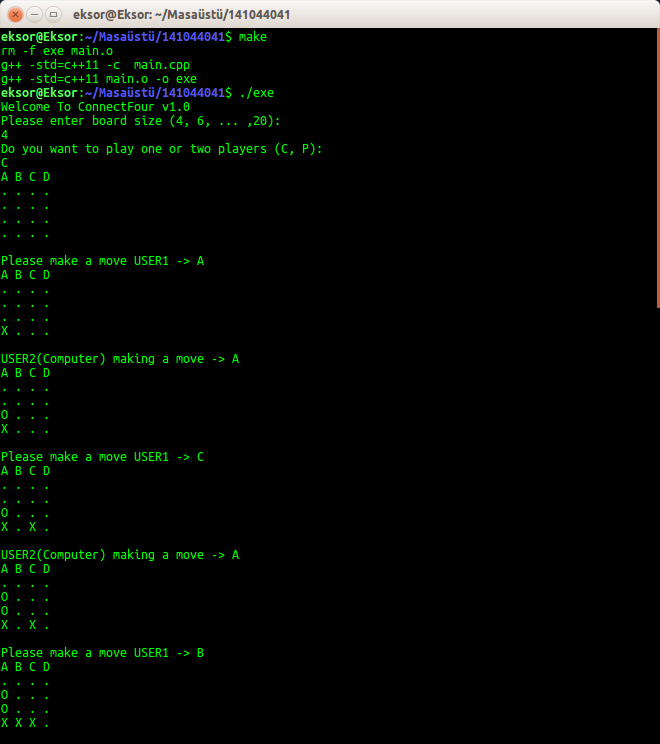 eksor@Eksor: ~/Masaüstü/141044041
eksor@Eksor:~/Masaüstü/141044041$ make
rm -f exe main.o
g++ -std=c++11 -c  main.cpp
g++ -std=c++11 main.o -o exe
eksor@Eksor:~/Masaüstü/141044041$ ./exe
Welcome To ConnectFour v1.0
Please enter board size (4, 6, ... ,20):
4
Do you want to play one or two players (C, P):
C
A B C D
. . . .
. . . .
. . . .
. . . .
Please make a move USER1 -> A
A B C D
. . . .
. . . .
. . . .
X . . .
USER2(Computer) making a move -> A
A B C D
. . . .
. . . .
O . . .
X . . .
Please make a move USER1 -> C
A B C D
. . . .
. . . .
O . . .
X . X .
USER2(Computer) making a move -> A
A B C D
. . . .
O . . .
O . . .
X . X .
Please make a move USER1 -> B
A B C D
. . . .
O . . .
O . . .
X X X .